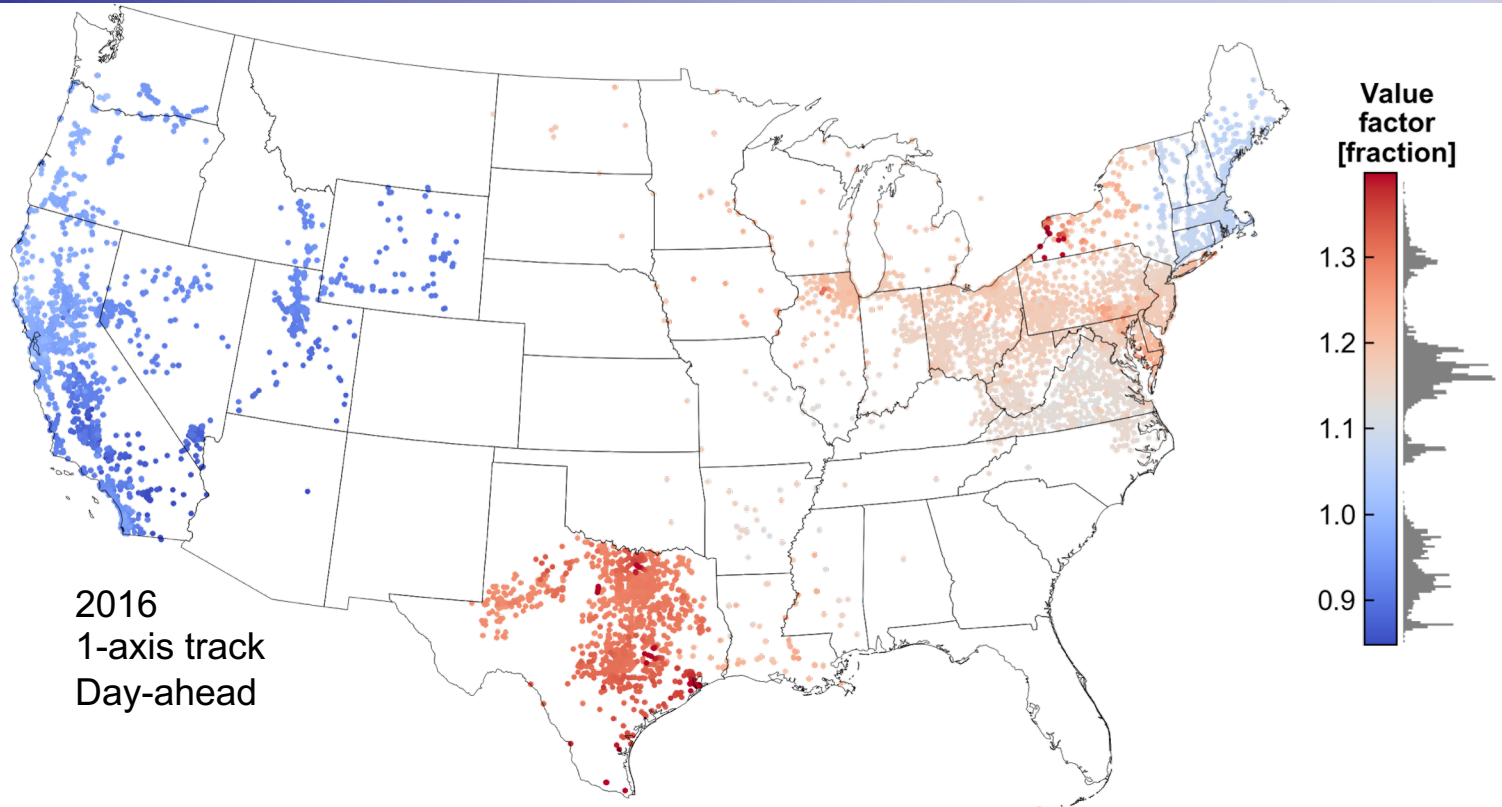 Value
factor
[fraction]
1.3
1.2
1.1
1.0
0.9
2016
1-axis track
Day-ahead